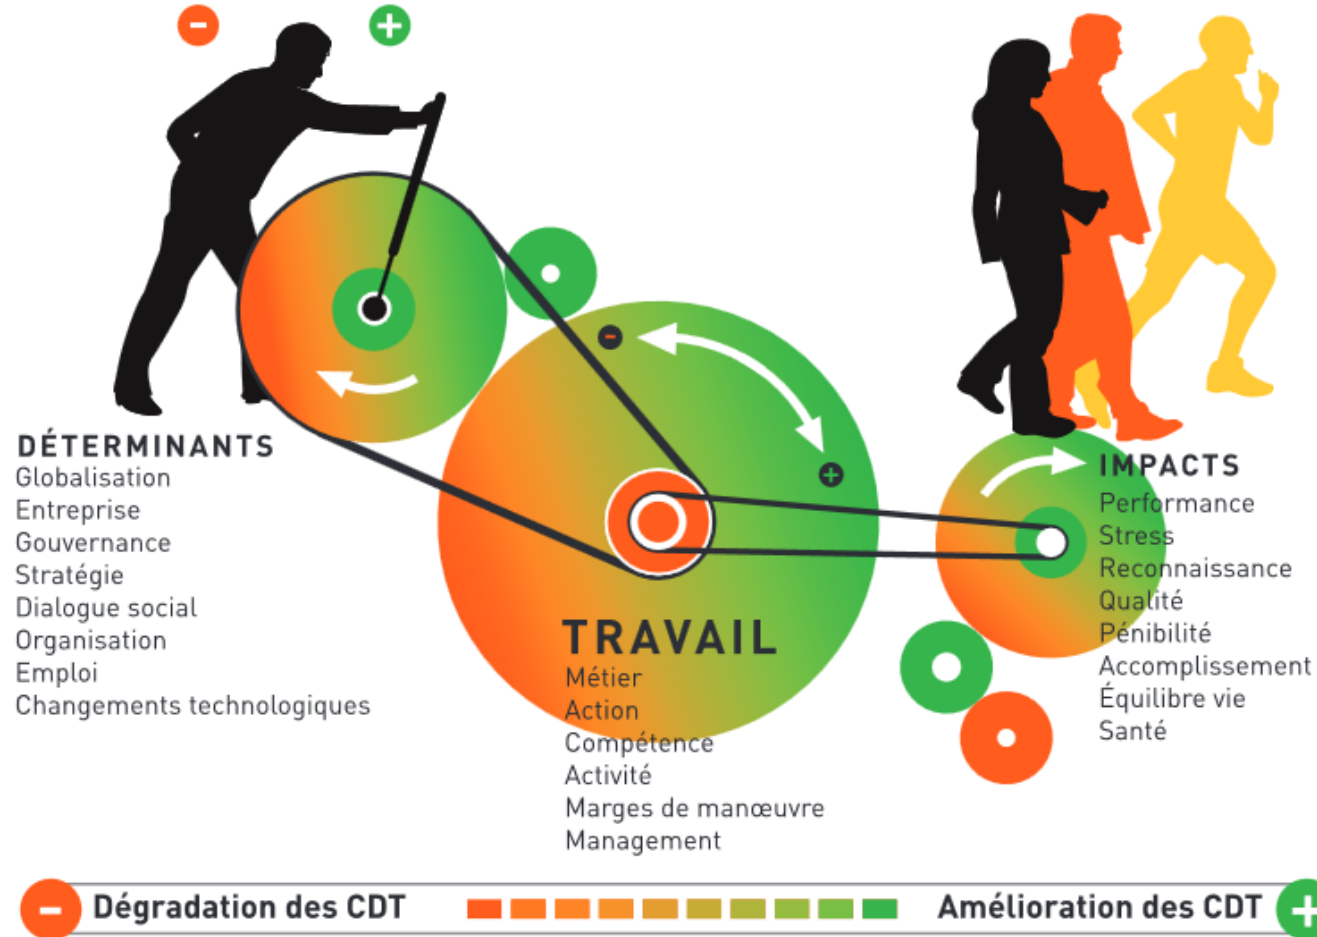 - +
DÉTERMINANTS
Globalisation
Entreprise
Gouvernance
Stratégie
Dialogue social
Organisation
Emploi
Changements technologiques
- +
TRAVAIL
Métier
Action
Compétence
Activité
Marges de manœuvre
Management
IMPACTS
Performance
Stress
Reconnaissance
Qualité
Pénibilité
Accomplissement
Équilibre vie
Santé
- Dégradation des CDT Amélioration des CDT +